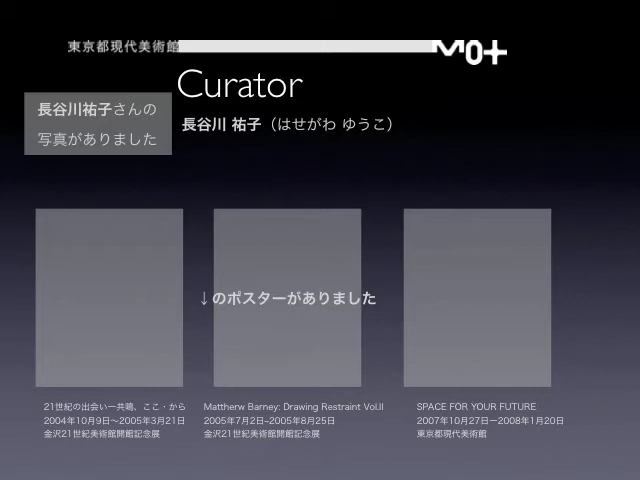 東京都現代美術館
MO+
Curator
長谷川祐子さんの
写真がありました
長谷川 祐子（はせがわ ゆうこ）
↓のポスターがありました
21世紀の出会いー共鳴、ここ・から
2004年10月9日〜2005年3月21日
金沢21世紀美術館開館記念展
Mattherw Barney: Drawing Restraint Vol.II
2005年7月2日~2005年8月25日
金沢21世紀美術館開館記念展
SPACE FOR YOUR FUTURE
2007年10月27日ー2008年1月20日
東京都現代美術館